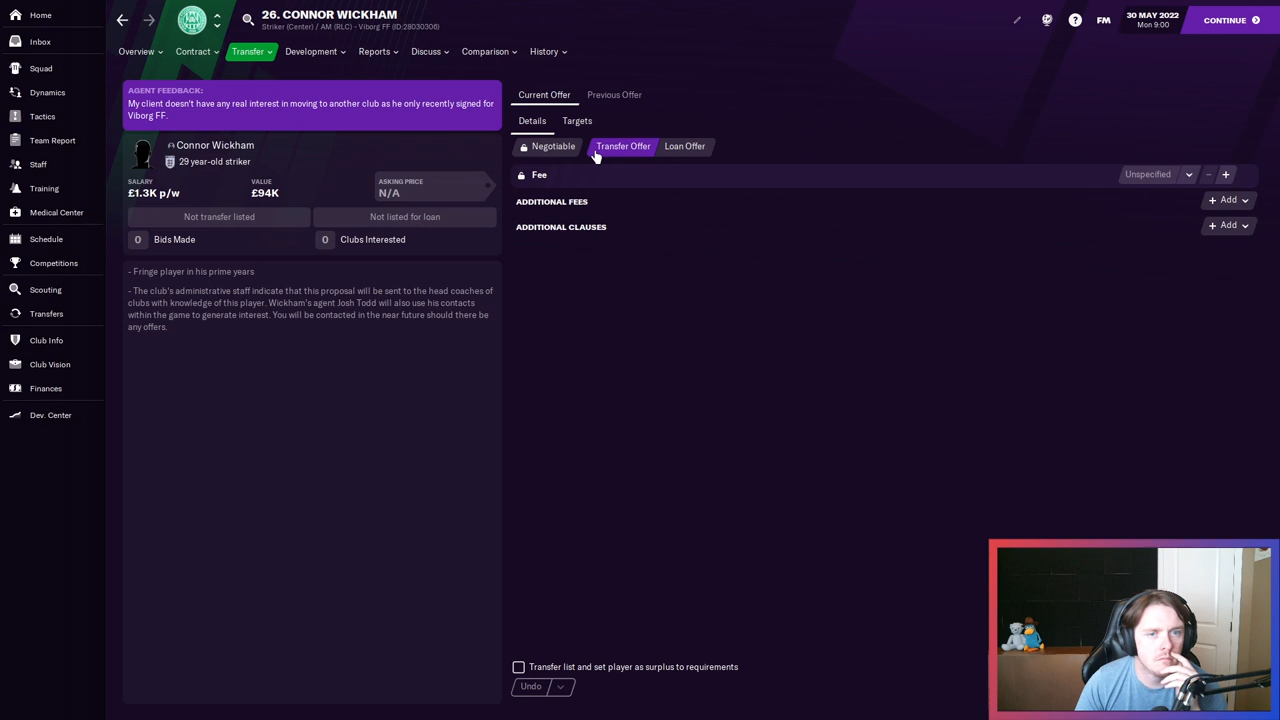 Home
Inbox
Squad
Dynamics
Tactics
Team Report
Staff
Training
Medical Center
Schedule
Competitions
Scouting
Transfers
Club Info
Club Vision
Finances
Dev. Center
26. CONNOR WICKHAM
Striker (Center) / AM (RLC) - Viborg FF (ID:28030306)
FM
30 MAY 2022
Mon 9:00
CONTINUE
Overview
Contract
Transfer
Development
Reports
Discuss
Comparison
History
AGENT FEEDBACK:
My client doesn't have any real interest in moving to another club as he only recently signed for
Viborg FF.
Connor Wickham
29 year-old striker
SALARY
£1.3K p/w
VALUE
£94K
ASKING PRICE
N/A
Not transfer listed
Not listed for loan
0 Bids Made
0 Clubs Interested
- Fringe player in his prime years
- The club's administrative staff indicate that this proposal will be sent to the head coaches of
clubs with knowledge of this player. Wickham's agent Josh Todd will also use his contacts
within the game to generate interest. You will be contacted in the near future should there be
any offers.
Current Offer
Previous Offer
Details
Targets
Negotiable
Transfer Offer
Loan Offer
Fee
Unspecified
ADDITIONAL FEES
+ Add
ADDITIONAL CLAUSES
+ Add
Transfer list and set player as surplus to requirements
Undo